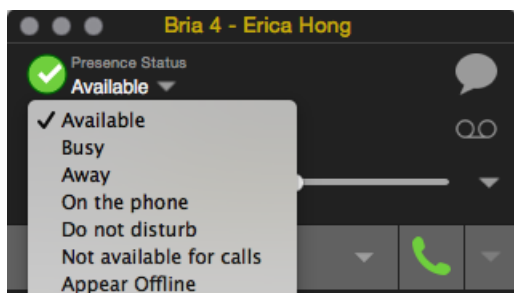 Bria 4 - Erica Hong
Presence Status
Available
Available
Busy
Away
On the phone
Do not disturb
Not available for calls
Appear Offline